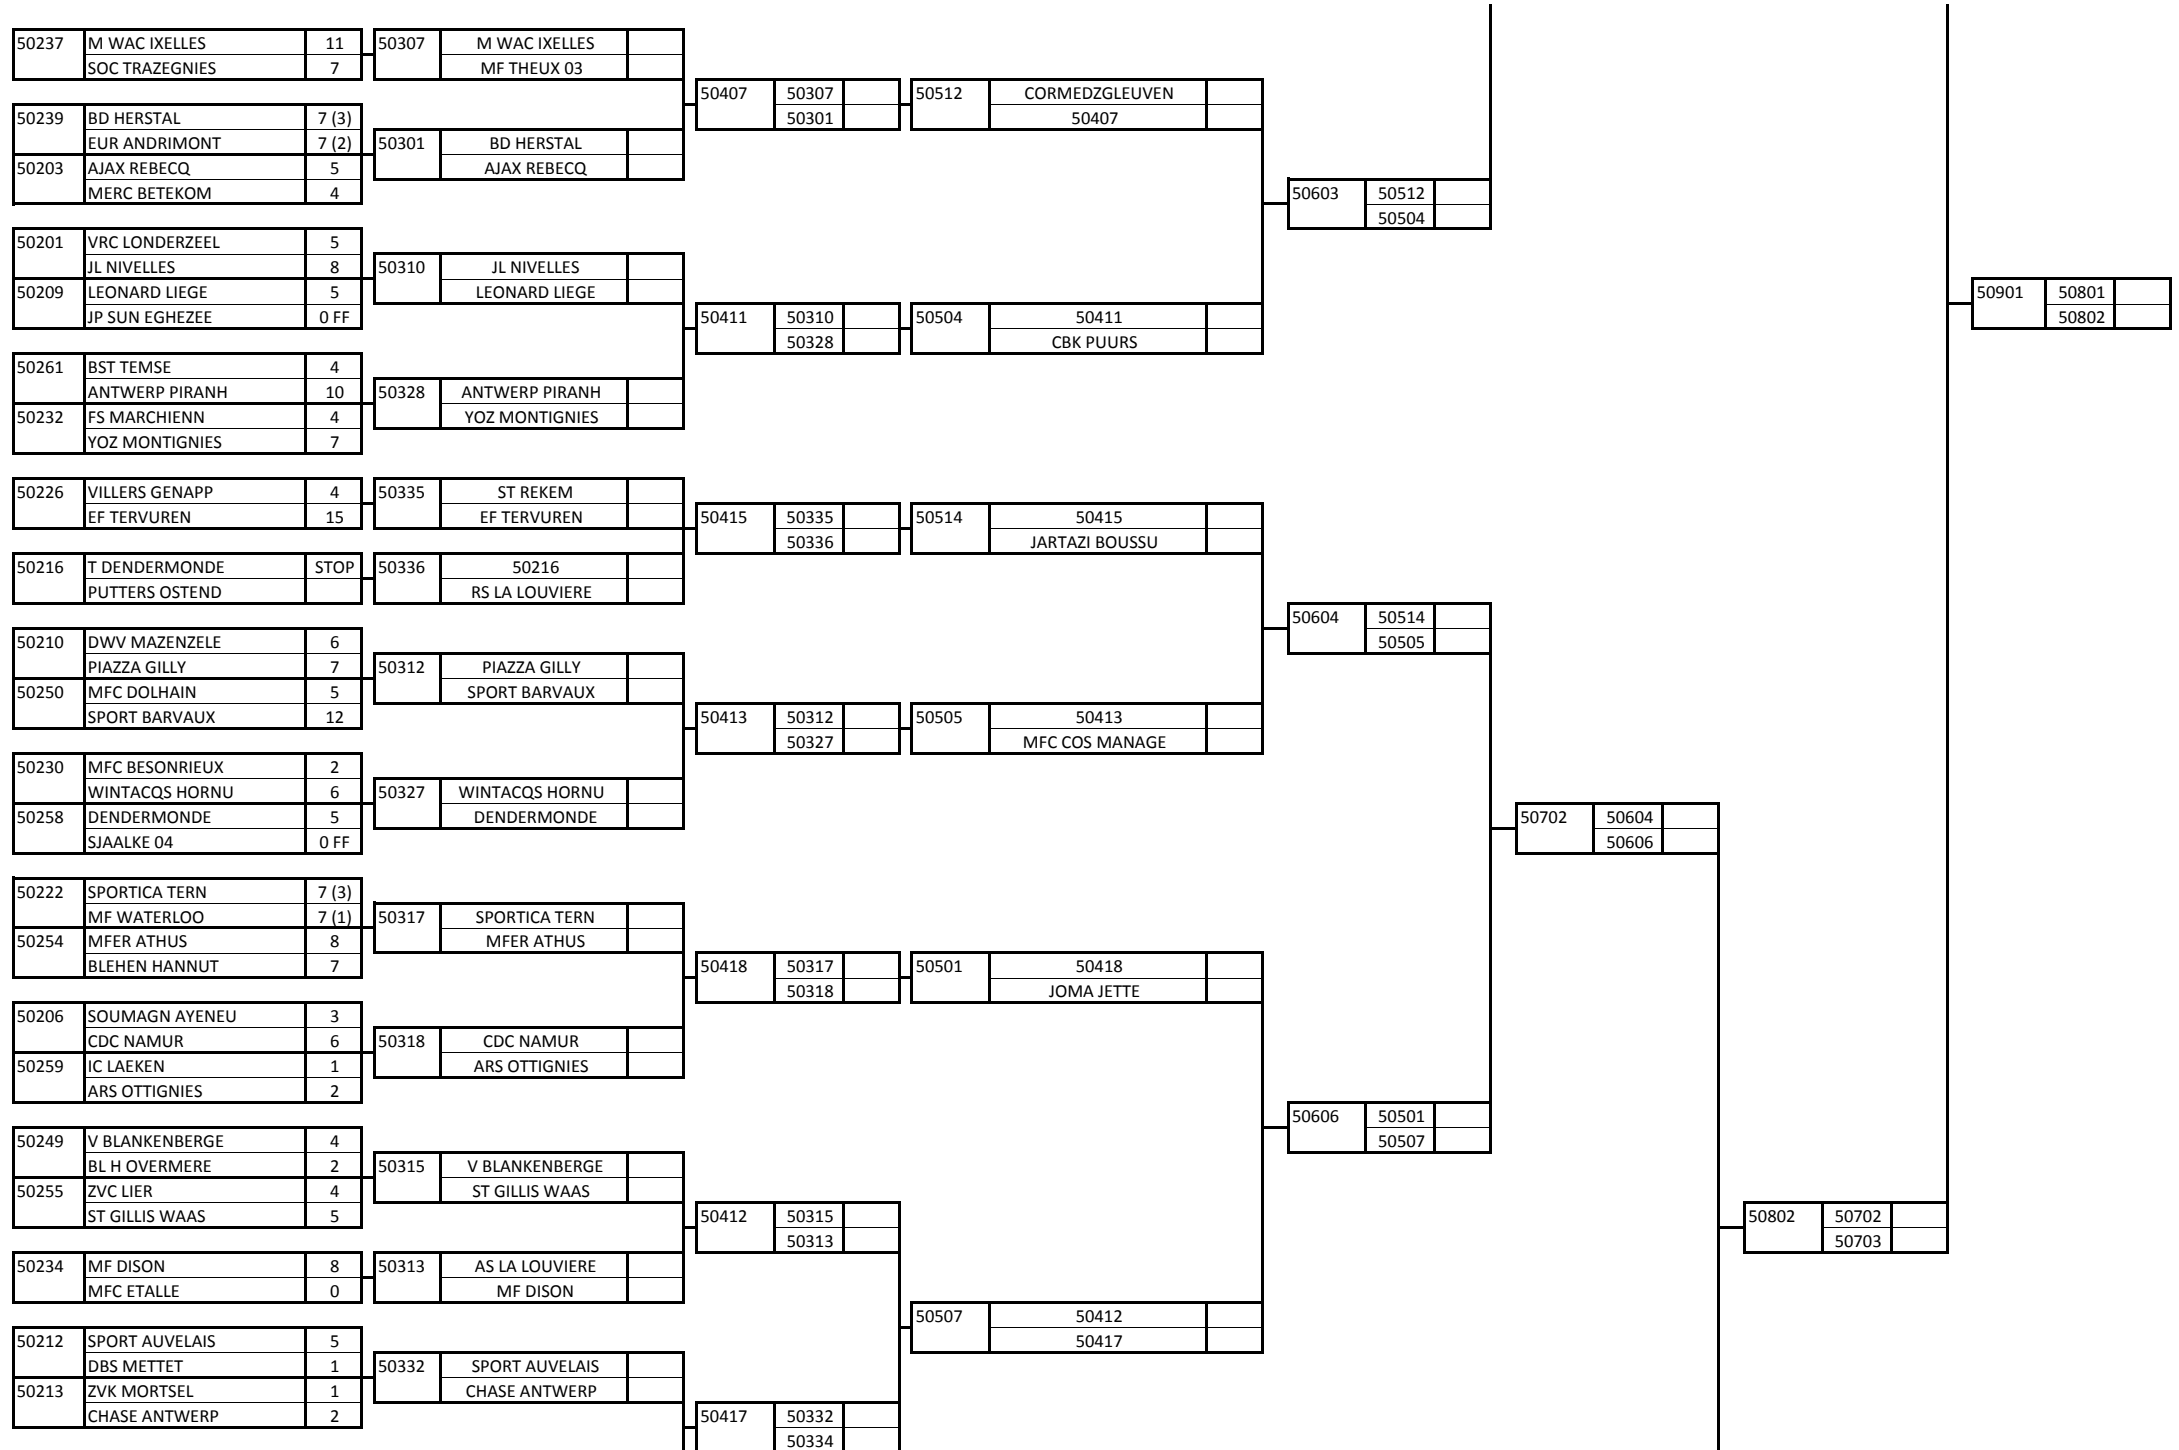 50237 M WAC IXELLES 11 50307 M WAC IXELLES
SOC TRAZEGNIES 7 MF THEUX 03
50407 50307 50512 CORMEDZGLEUVEN
50239 BD HERSTAL 7 (3) 50301 50407
EUR ANDRIMONT 7 (2) 50301 BD HERSTAL
50203 AJAX REBECQ 5 AJAX REBECQ
MERC BETEKOM 4 50603 50512
50504
50201 VRC LONDERZEEL 5
JL NIVELLES 8 50310 JL NIVELLES
50209 LEONARD LIEGE 5 LEONARD LIEGE 50901 50801
JP SUN EGHEZEE 0 FF 50411 50310 50504 50411 50802
50328 CBK PUURS
50261 BST TEMSE 4
ANTWERP PIRANH 10 50328 ANTWERP PIRANH
50232 FS MARCHIENN 4 YOZ MONTIGNIES
YOZ MONTIGNIES 7
50226 VILLERS GENAPP 4 50335 ST REKEM
EF TERVUREN 15 EF TERVUREN 50415 50335 50514 50415
50336 JARTAZI BOUSSU
50216 T DENDERMONDE STOP 50336 50216
PUTTERS OSTEND RS LA LOUVIERE
50604 50514
50210 DWV MAZENZELE 6 50505
PIAZZA GILLY 7 50312 PIAZZA GILLY
50250 MFC DOLHAIN 5 SPORT BARVAUX
SPORT BARVAUX 12 50413 50312 50505 50413
50327 MFC COS MANAGE
50230 MFC BESONRIEUX 2
WINTACQS HORNU 6 50327 WINTACQS HORNU
50258 DENDERMONDE 5 DENDERMONDE 50702 50604
SJAALKE 04 0 FF 50606
50222 SPORTICA TERN 7 (3)
MF WATERLOO 7 (1) 50317 SPORTICA TERN
50254 MFER ATHUS 8 MFER ATHUS
BLEHEN HANNUT 7 50418 50317 50501 50418
50318 JOMA JETTE
50206 SOUMAGN AYENEU 3
CDC NAMUR 6 50318 CDC NAMUR
50259 IC LAEKEN 1 ARS OTTIGNIES
ARS OTTIGNIES 2
50606 50501
50249 V BLANKENBERGE 4 50507
BL H OVERMERE 2 50315 V BLANKENBERGE
50255 ZVC LIER 4 ST GILLIS WAAS
ST GILLIS WAAS 5 50412 50315 50802 50702
50313 50703
50234 MF DISON 8 50313 AS LA LOUVIERE
MFC ETALLE 0 MF DISON
50507 50412
50212 SPORT AUVELAIS 5 50417
DBS METTET 1 50332 SPORT AUVELAIS
50213 ZVK MORTSEL 1 CHASE ANTWERP
CHASE ANTWERP 2 50417 50332
50334